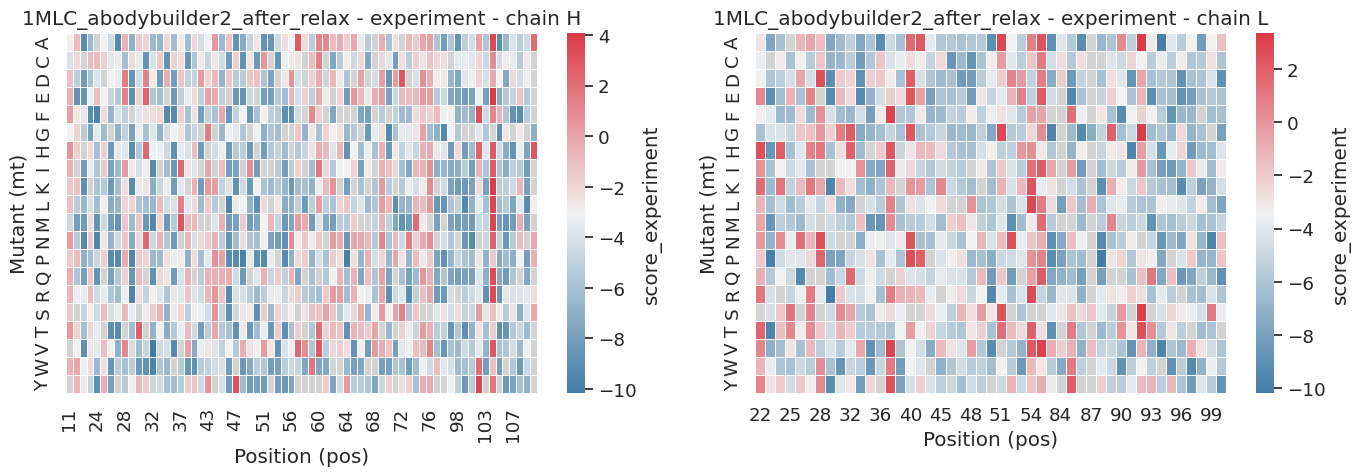 1MLC_abodybuilder2_after_relax - experiment - chain H
Mutant (mt)
A
C
D
E
F
G
H
I
K
L
M
N
P
Q
R
S
T
V
W
Y
11 24 28 32 37 43 47 51 56 60 64 68 72 76 98 103 107
Position (pos)
4
2
0
−2
−4
−6
−8
−10
score_experiment
1MLC_abodybuilder2_after_relax - experiment - chain L
Mutant (mt)
A
C
D
E
F
G
H
I
K
L
M
N
P
Q
R
S
T
V
W
Y
22 25 28 32 36 40 45 48 51 54 84 87 90 93 96 99
Position (pos)
2
0
−2
−4
−6
−8
−10
score_experiment